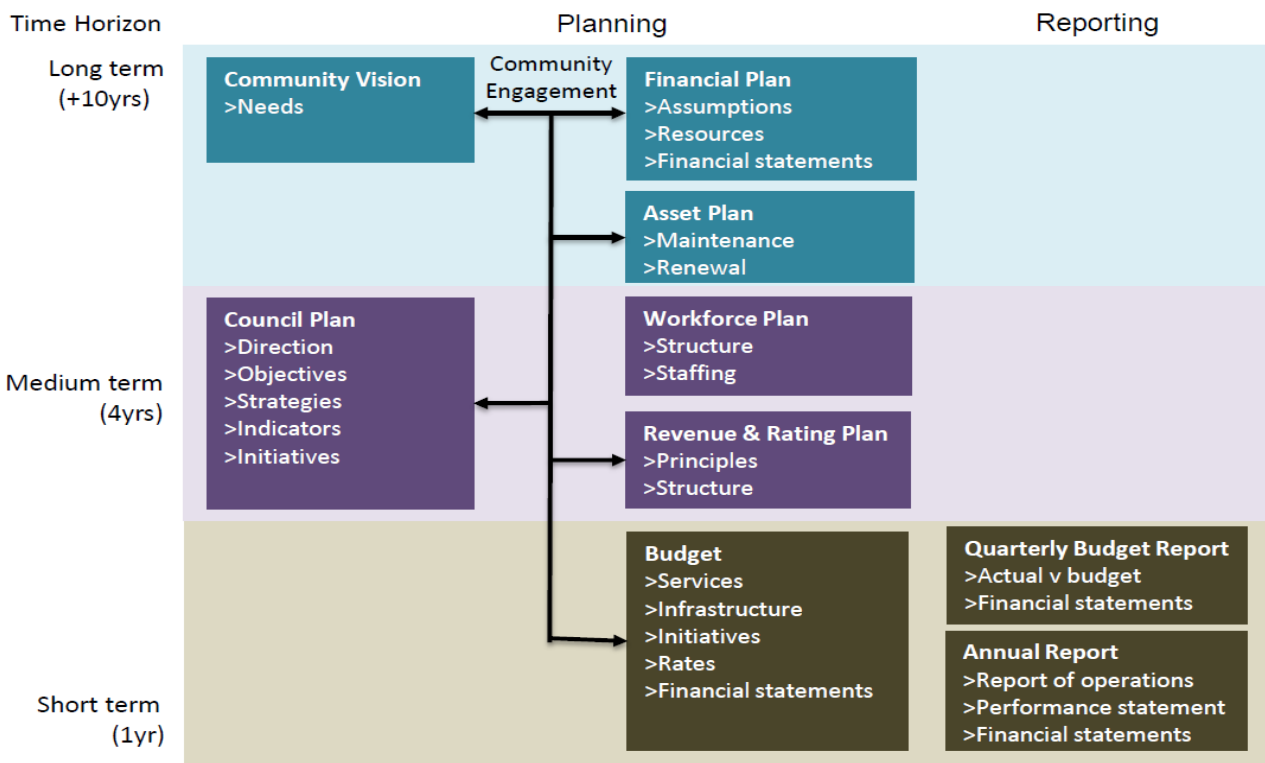 Time Horizon
Planning
Reporting
Long term
(+10yrs)
Community Vision
>Needs
Community
Engagement
Financial Plan
>Assumptions
>Resources
>Financial statements
Asset Plan
>Maintenance
>Renewal
Medium term
(4yrs)
Council Plan
>Direction
>Objectives
>Strategies
>Indicators
>Initiatives
Workforce Plan
>Structure
>Staffing
Revenue & Rating Plan
>Principles
>Structure
Short term
(1yr)
Budget
>Services
>Infrastructure
>Initiatives
>Rates
>Financial statements
Quarterly Budget Report
>Actual v budget
>Financial statements
Annual Report
>Report of operations
>Performance statement
>Financial statements